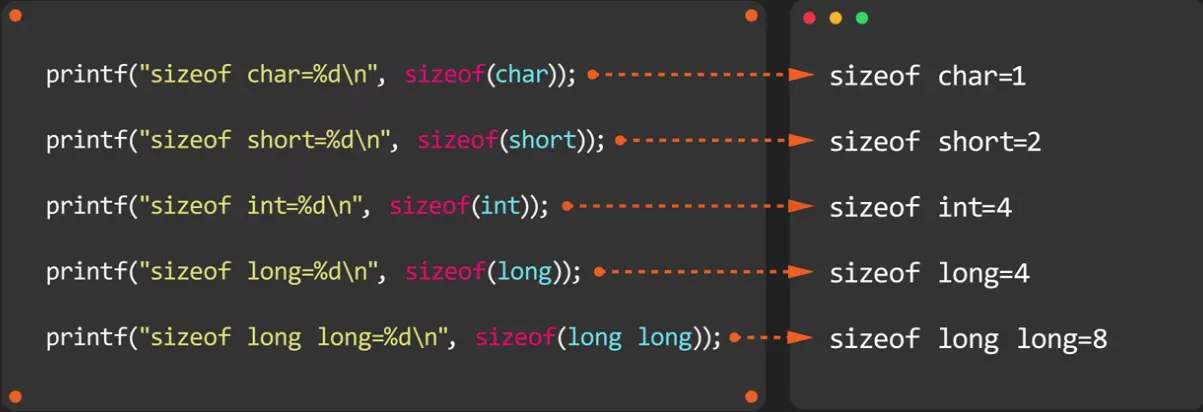 printf("sizeof char=%d\n", sizeof(char));
sizeof char=1
printf("sizeof short=%d\n", sizeof(short));
sizeof short=2
printf("sizeof int=%d\n", sizeof(int));
sizeof int=4
printf("sizeof long=%d\n", sizeof(long));
sizeof long=4
printf("sizeof long long=%d\n", sizeof(long long));
sizeof long long=8